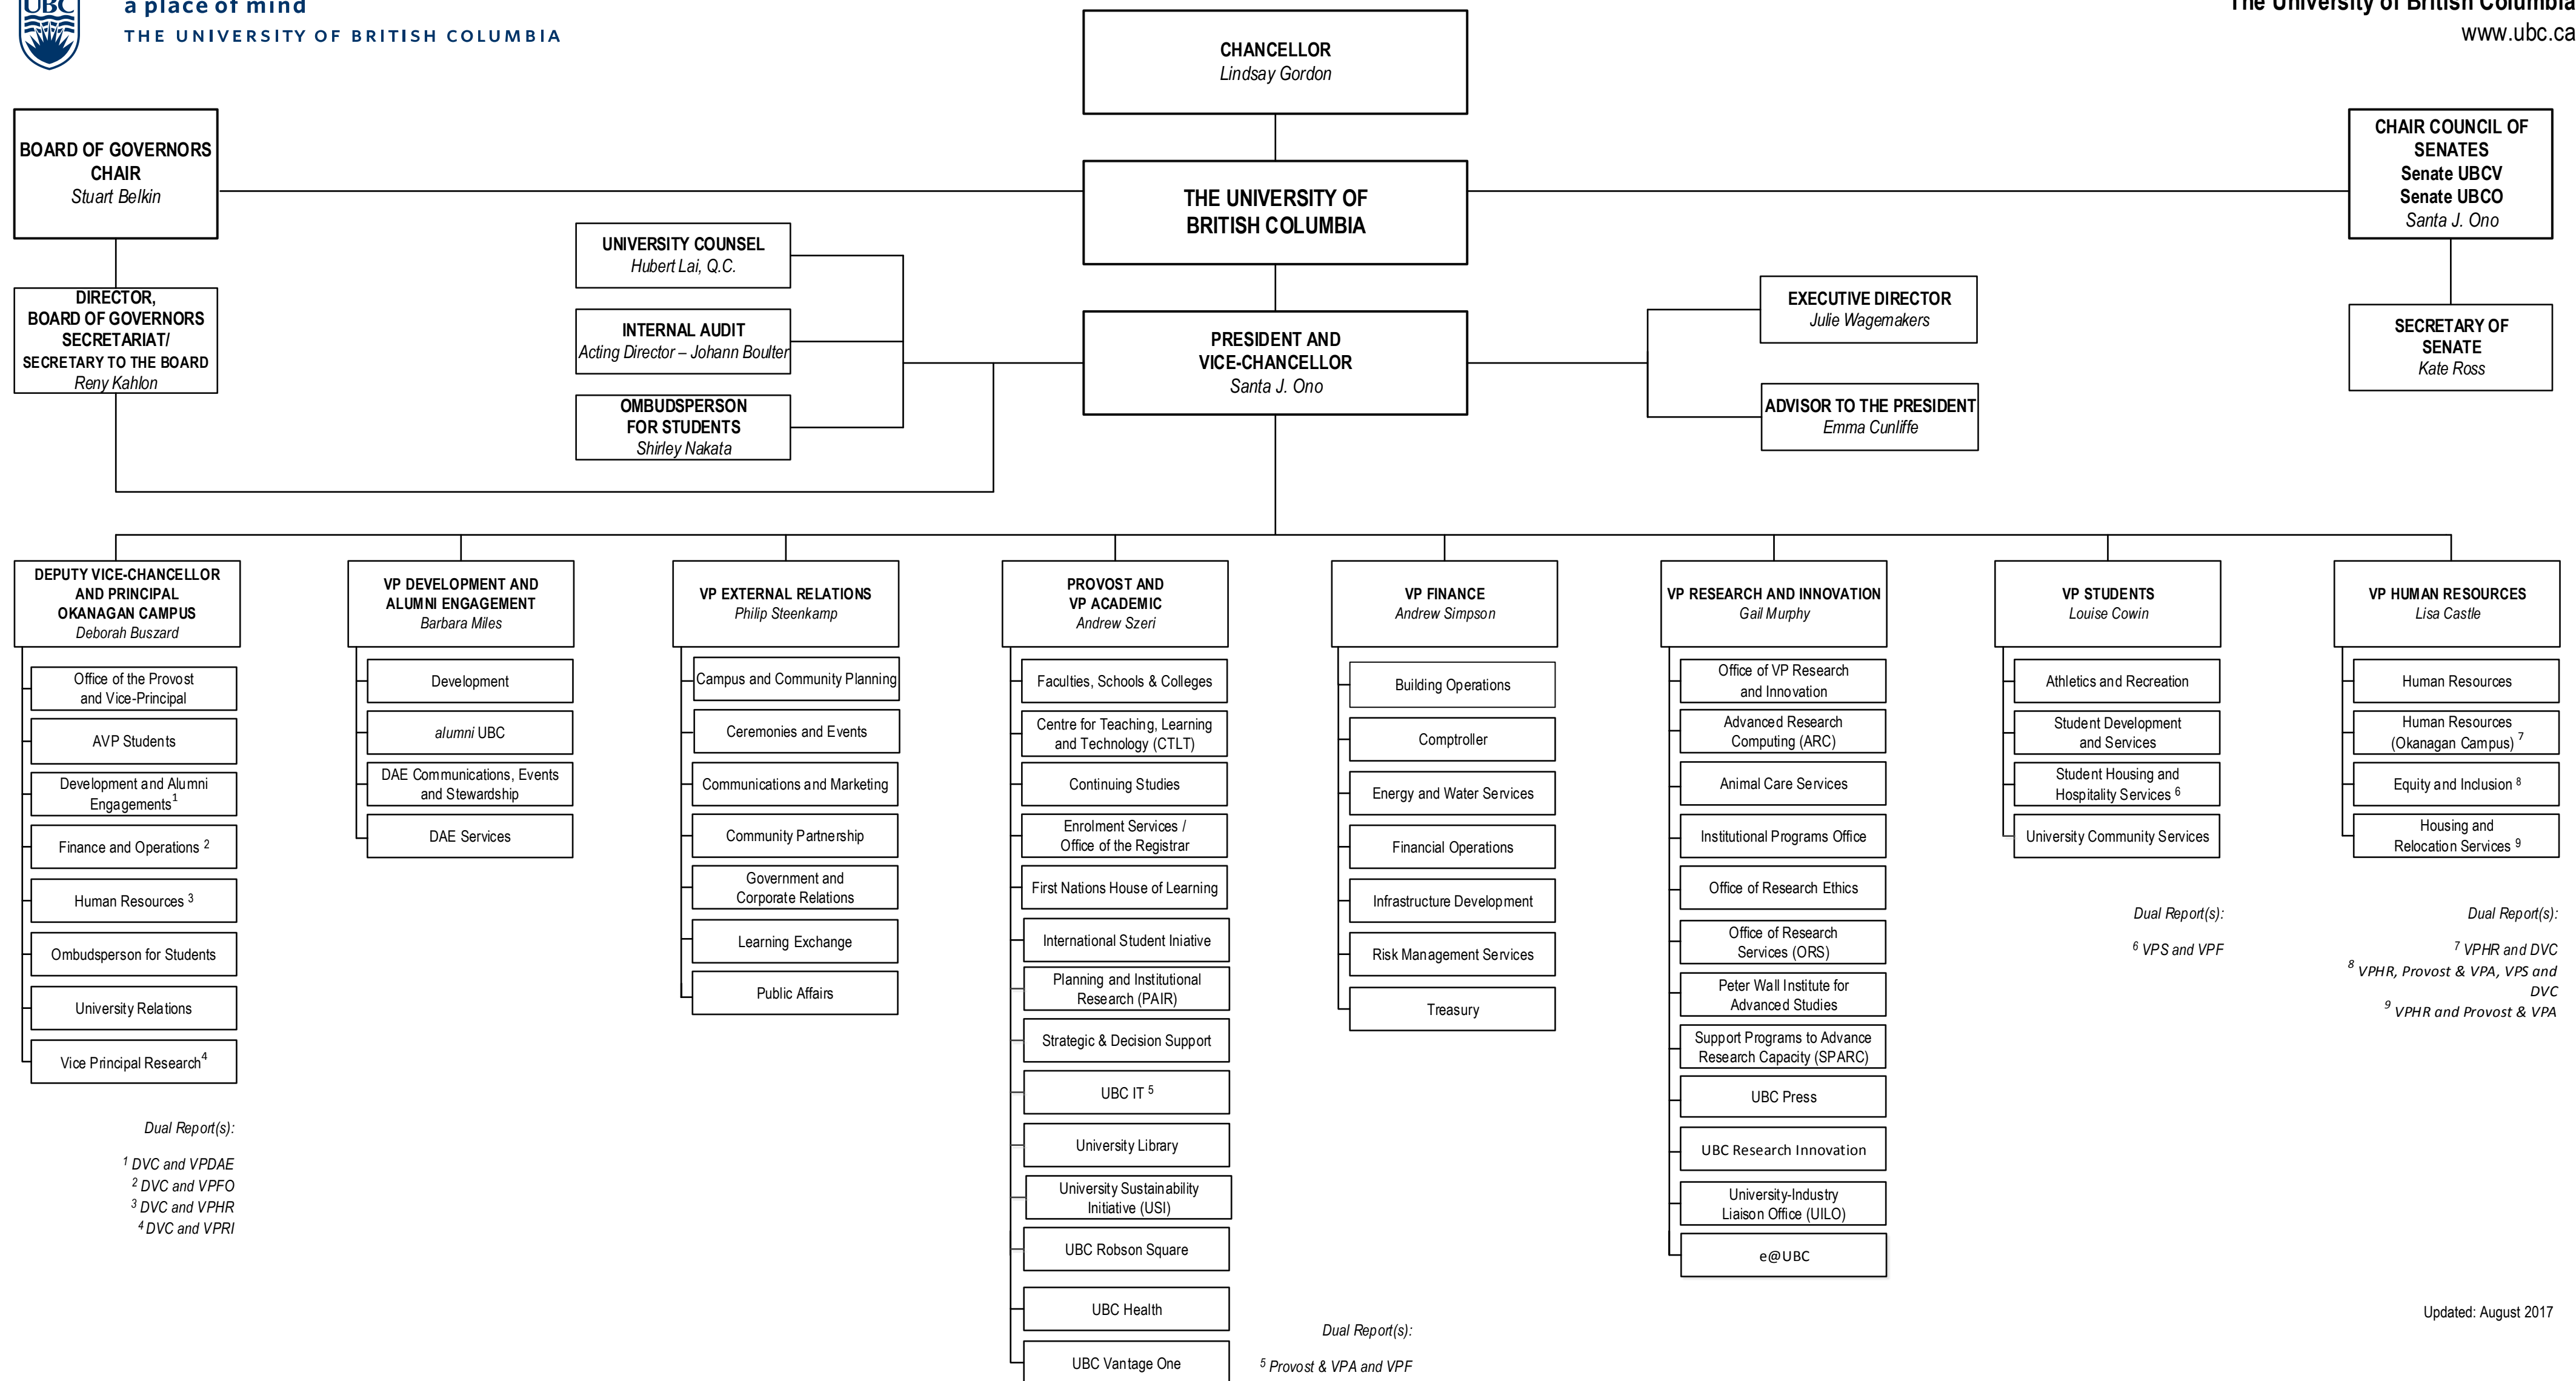 UBC
a place of mind
THE UNIVERSITY OF BRITISH COLUMBIA
The University of British Columbia
www.ubc.ca
CHANCELLOR
Lindsay Gordon
BOARD OF GOVERNORS
CHAIR
Stuart Belkin
THE UNIVERSITY OF
BRITISH COLUMBIA
CHAIR COUNCIL OF
SENATES
Senate UBCV
Senate UBCO
Santa J. Ono
DIRECTOR,
BOARD OF GOVERNORS
SECRETARIAT/
SECRETARY TO THE BOARD
Reny Kahlon
UNIVERSITY COUNSEL
Hubert Lai, Q.C.
INTERNAL AUDIT
Acting Director – Johann Boulter
OMBUDSPERSON
FOR STUDENTS
Shirley Nakata
PRESIDENT AND
VICE-CHANCELLOR
Santa J. Ono
EXECUTIVE DIRECTOR
Julie Wagemakers
ADVISOR TO THE PRESIDENT
Emma Cunliffe
SECRETARY OF
SENATE
Kate Ross
DEPUTY VICE-CHANCELLOR
AND PRINCIPAL
OKANAGAN CAMPUS
Deborah Buszard
Office of the Provost
and Vice-Principal
AVP Students
Development and Alumni
Engagements 1
Finance and Operations 2
Human Resources 3
Ombudsperson for Students
University Relations
Vice Principal Research 4
Dual Report(s):
1 DVC and VPDAE
2 DVC and VPFO
3 DVC and VPHR
4 DVC and VPRI
VP DEVELOPMENT AND
ALUMNI ENGAGEMENT
Barbara Miles
Development
alumni UBC
DAE Communications, Events
and Stewardship
DAE Services
VP EXTERNAL RELATIONS
Philip Steenkamp
Campus and Community Planning
Ceremonies and Events
Communications and Marketing
Community Partnership
Government and
Corporate Relations
Learning Exchange
Public Affairs
PROVOST AND
VP ACADEMIC
Andrew Szeri
Faculties, Schools & Colleges
Centre for Teaching, Learning
and Technology (CTLT)
Continuing Studies
Enrolment Services /
Office of the Registrar
First Nations House of Learning
International Student Iniative
Planning and Institutional
Research (PAIR)
Strategic & Decision Support
UBC IT 5
University Library
University Sustainability
Initiative (USI)
UBC Robson Square
UBC Health
UBC Vantage One
Dual Report(s):
5 Provost & VPA and VPF
VP FINANCE
Andrew Simpson
Building Operations
Comptroller
Energy and Water Services
Financial Operations
Infrastructure Development
Risk Management Services
Treasury
VP RESEARCH AND INNOVATION
Gail Murphy
Office of VP Research
and Innovation
Advanced Research
Computing (ARC)
Animal Care Services
Institutional Programs Office
Office of Research Ethics
Office of Research
Services (ORS)
Peter Wall Institute for
Advanced Studies
Support Programs to Advance
Research Capacity (SPARC)
UBC Press
UBC Research Innovation
University-Industry
Liaison Office (UILO)
e@UBC
VP STUDENTS
Louise Cowin
Athletics and Recreation
Student Development
and Services
Student Housing and
Hospitality Services 6
University Community Services
Dual Report(s):
6 VPS and VPF
VP HUMAN RESOURCES
Lisa Castle
Human Resources
Human Resources
(Okanagan Campus) 7
Equity and Inclusion 8
Housing and
Relocation Services 9
Dual Report(s):
7 VPHR and DVC
8 VPHR, Provost & VPA, VPS and
DVC
9 VPHR and Provost & VPA
Updated: August 2017